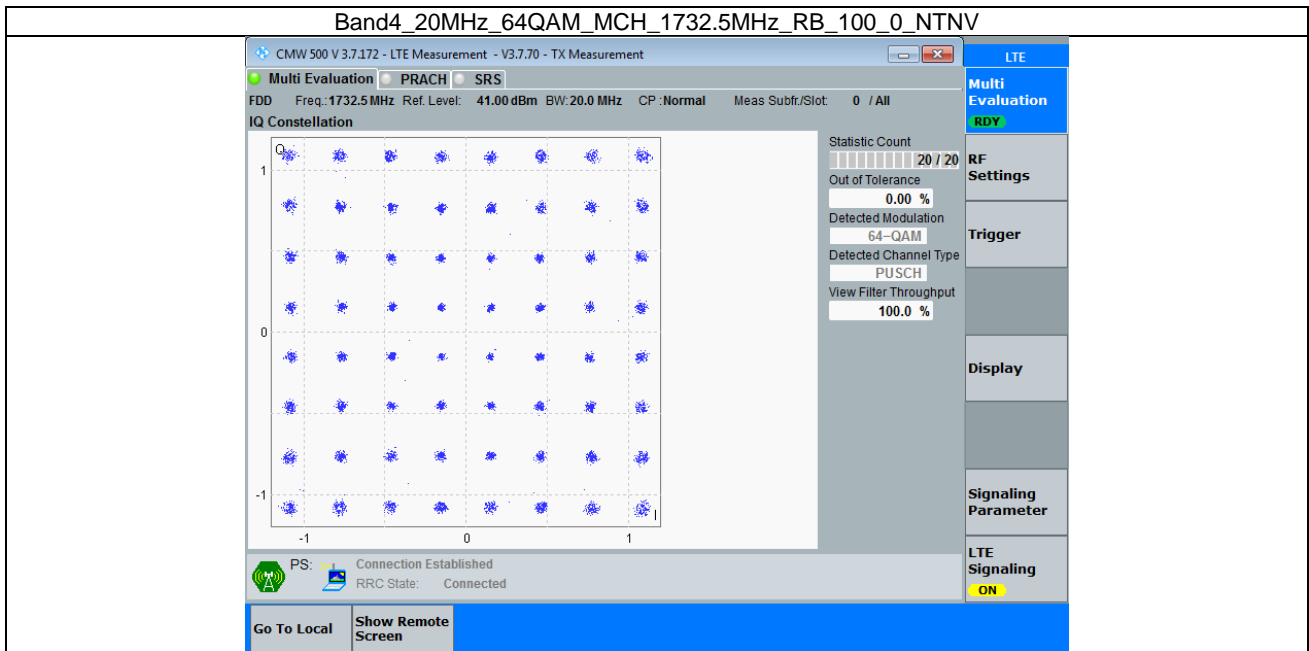 Band4_20MHz_64QAM_MCH_1732.5MHz_RB_100_0_NTNV
CMW 500 V 3.7.172 - LTE Measurement - V3.7.70 - TX Measurement
LTE
Multi Evaluation PRACH SRS
Multi
Evaluation
RDY
FDD Freq.:1732.5 MHz Ref. Level: 41.00 dBm BW: 20.0 MHz CP :Normal Meas Subfr./Slot: 0 / All
IQ Constellation
Q
1
0
-1
-1 0 1
I
Statistic Count
20 / 20
Out of Tolerance
0.00 %
Detected Modulation
64-QAM
Detected Channel Type
PUSCH
View Filter Throughput
100.0 %
RF
Settings
Trigger
Display
Signaling
Parameter
LTE
Signaling
ON
PS: Connection Established
RRC State: Connected
Go To Local
Show Remote
Screen